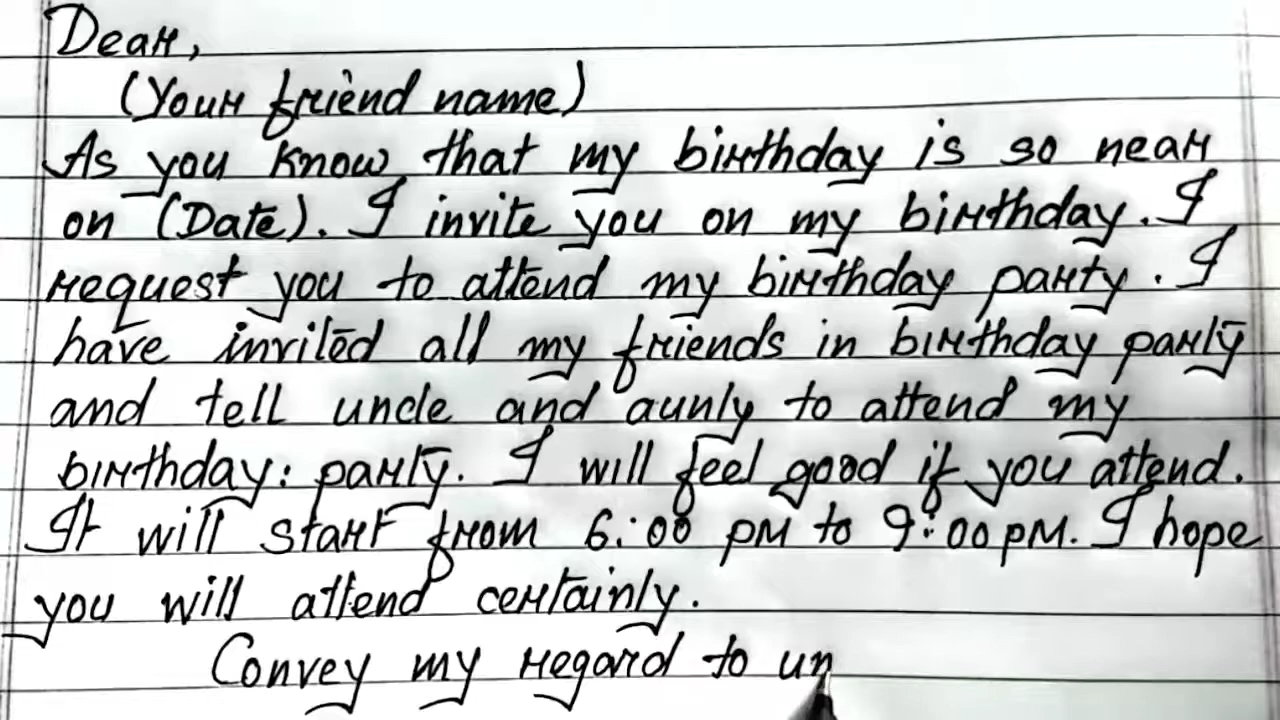 Dear,
(Your friend name)
As you know that my birthday is so near
on (Date). I invite you on my birthday. I
request you to attend my birthday party. I
have invited all my friends in birthday party
and tell uncle and aunty to attend my
birthday: party. I will feel good if you attend.
It will start from 6:00 PM to 9:00 PM. I hope
you will attend certainly.
Convey my regard to un